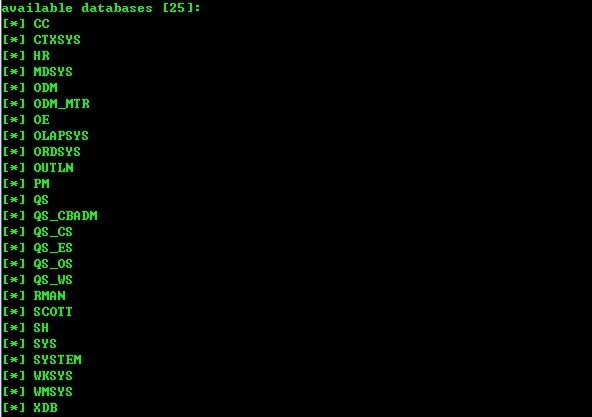 available databases [25]:
[*] CC
[*] CTXSYS
[*] HR
[*] MDSYS
[*] ODM
[*] ODM_MTR
[*] OE
[*] OLAPSYS
[*] ORDSYS
[*] OUTLN
[*] PM
[*] QS
[*] QS_CBADM
[*] QS_CS
[*] QS_ES
[*] QS_OS
[*] QS_WS
[*] RMAN
[*] SCOTT
[*] SH
[*] SYS
[*] SYSTEM
[*] WKSYS
[*] WMSYS
[*] XDB